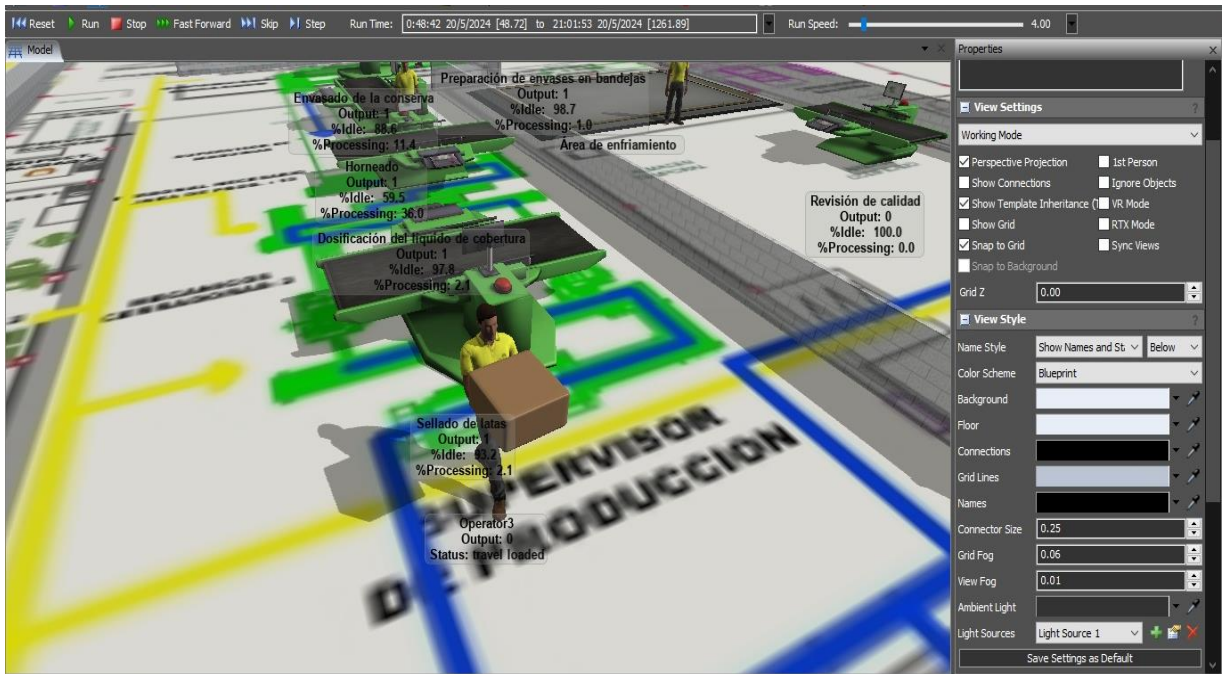 Reset Run Stop Fast Forward Skip Step Run Time: 0:48:42 20/5/2024 [48.72] to 21:01:53 20/5/2024 [1261.89] Run Speed: 4.00
Model
Preparación de envases en bandejas
Output: 1
%Idle: 98.7
%Processing: 1.0
Envasado de la conserva
Output: 1
%Idle: 88.6
%Processing: 11.4
Área de enfriamiento
Horneado
Output: 1
%Idle: 59.5
%Processing: 36.0
Revisión de calidad
Output: 0
%Idle: 100.0
%Processing: 0.0
Dosificación del líquido de cobertura
Output: 1
%Idle: 97.8
%Processing: 2.1
Sellado de latas
Output: 1
%Idle: 93.2
%Processing: 2.1
SUPERVISOR
DE PRODUCCION
Operator3
Output: 0
Status: travel loaded
Properties
View Settings
Working Mode
Perspective Projection 1st Person
Show Connections Ignore Objects
Show Template Inheritance ( VR Mode
Show Grid RTX Mode
Snap to Grid Sync Views
Snap to Background
Grid Z 0.00
View Style
Name Style Show Names and St Below
Color Scheme Blueprint
Background
Floor
Connections
Grid Lines
Names
Connector Size 0.25
Grid Fog 0.06
View Fog 0.01
Ambient Light
Light Sources Light Source 1
Save Settings as Default